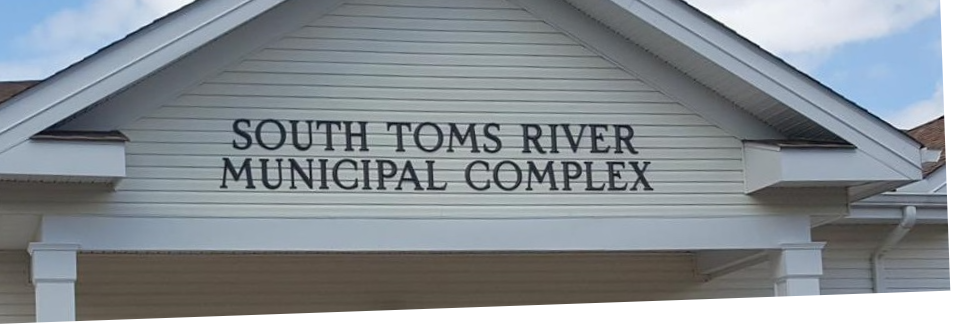 SOUTH TOMS RIVER
MUNICIPAL COMPLEX